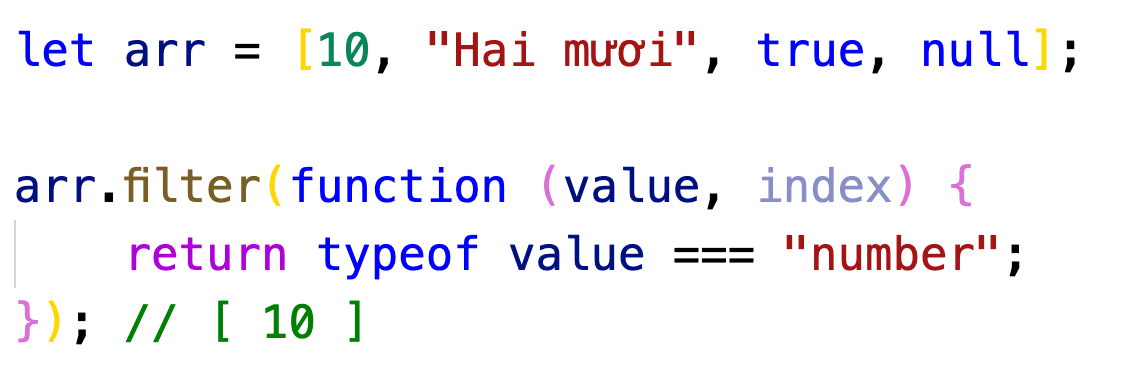 let arr = [10, "Hai mươi", true, null];
arr.filter(function (value, index) {
    return typeof value === "number";
}); // [ 10 ]